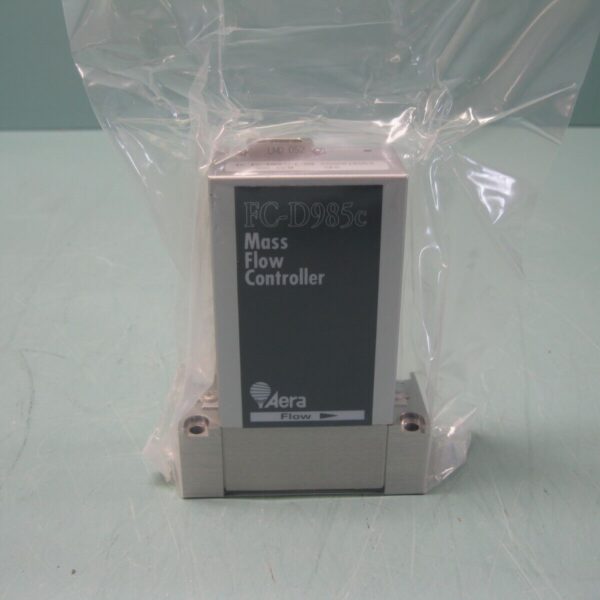 FC-D985c
Mass
Flow
Controller
Aera
Flow